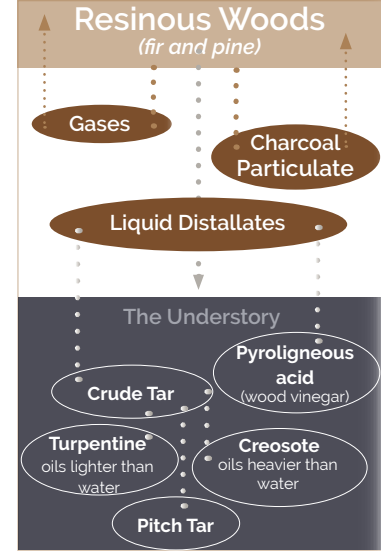 Resinous Woods
(fir and pine)
Gases
Charcoal
Particulate
Liquid Distallates
The Understory
Pyroligneous
acid
(wood vinegar)
Crude Tar
Turpentine
oils lighter than
water
Creosote
oils heavier than
water
Pitch Tar